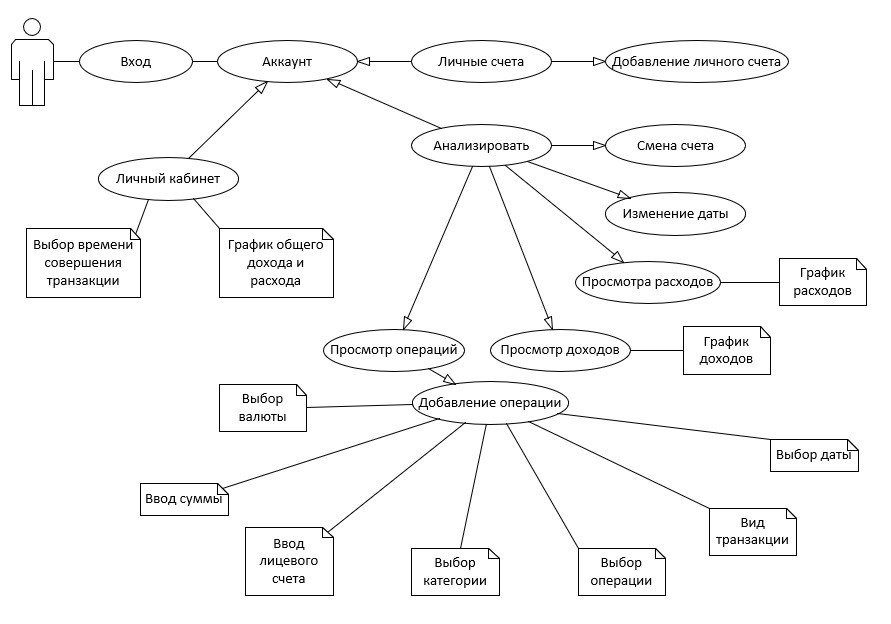 Вход
Аккаунт
Личные счета
Добавление личного счета
Анализировать
Смена счета
Личный кабинет
Изменение даты
Выбор времени
совершения
транзакции
График общего
дохода и
расхода
Просмотра расходов
График
расходов
Просмотр операций
Просмотр доходов
График
доходов
Выбор
валюты
Добавление операции
Выбор даты
Ввод суммы
Вид
транзакции
Ввод
лицевого
счета
Выбор
категории
Выбор
операции